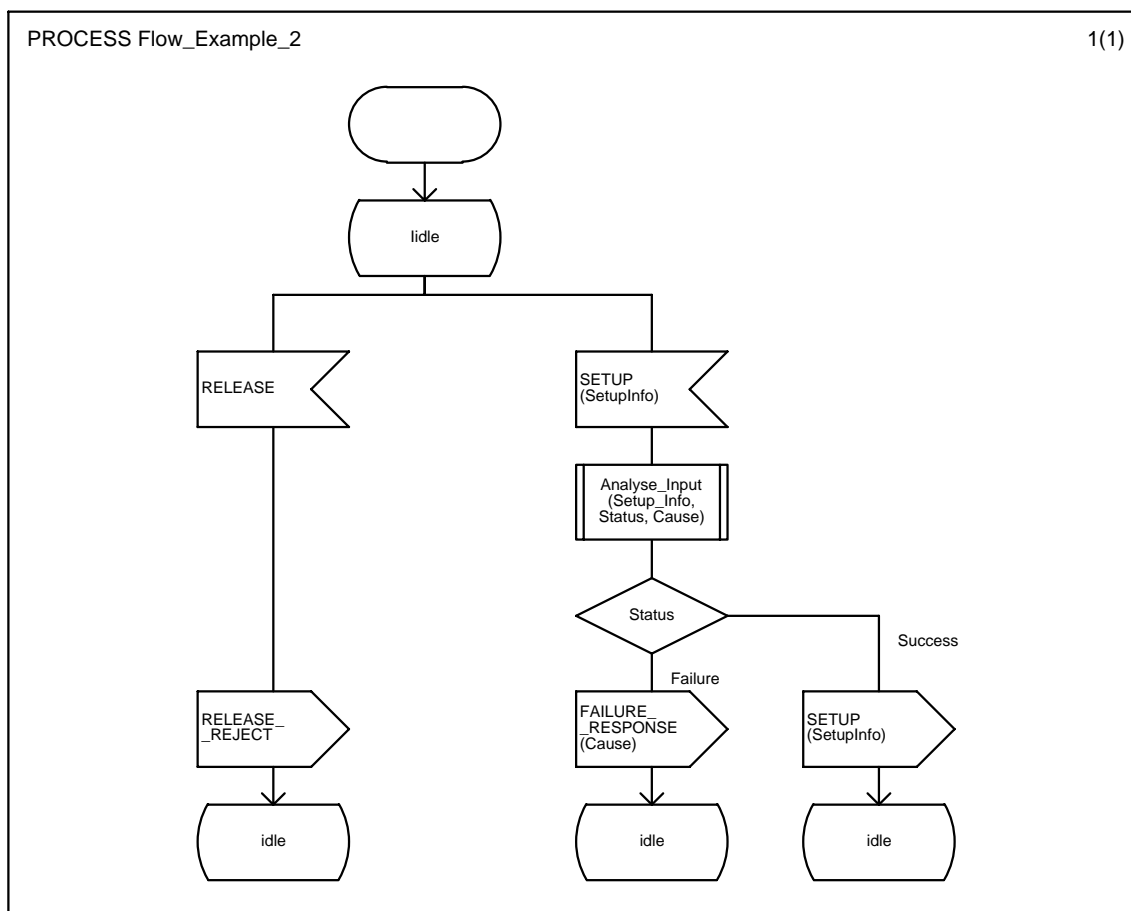 PROCESS Flow_Example_2
1(1)
Iidle
RELEASE
SETUP
(SetupInfo)
Analyse_Input
(Setup_Info,
Status, Cause)
Status
Success
Failure
RELEASE_
_REJECT
FAILURE_
_RESPONSE
(Cause)
SETUP
(SetupInfo)
idle
idle
idle